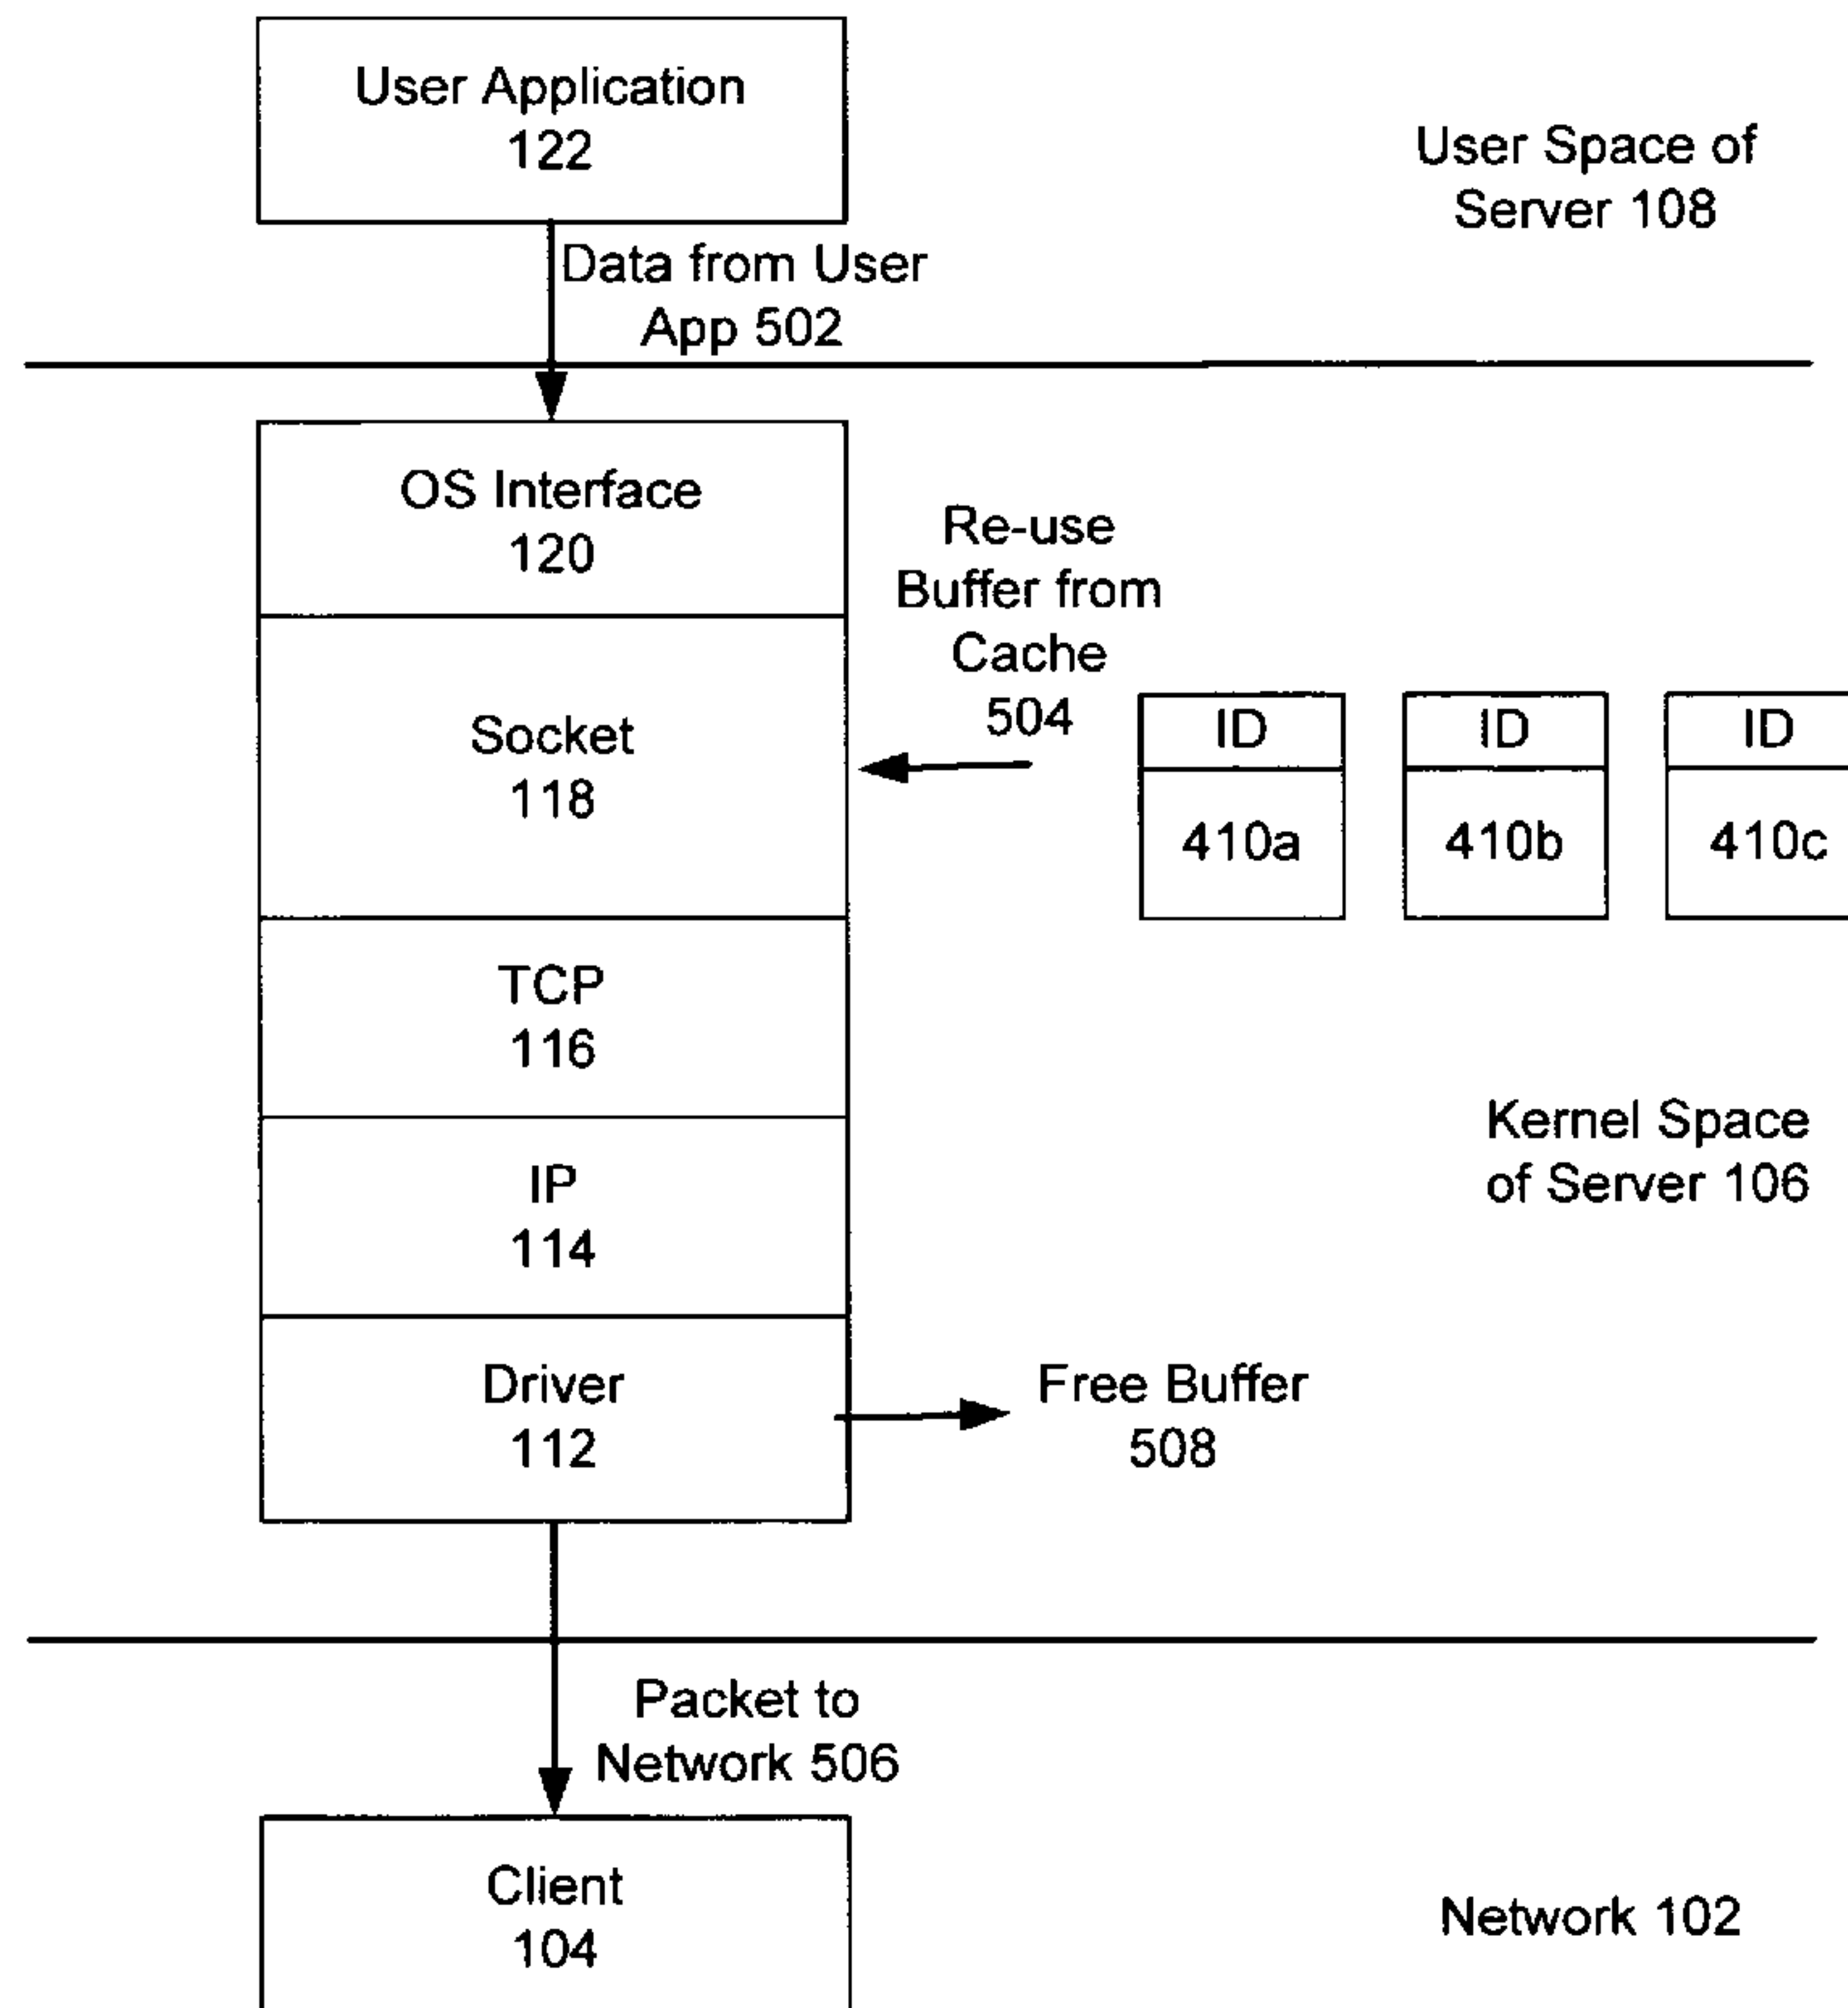 User Application
122
User Space of
Server 108
Data from User
App 502
OS Interface
120
Re-use
Buffer from
Cache
504
Socket
118
ID
410a
ID
410b
ID
410c
TCP
116
Kernel Space
of Server 106
IP
114
Driver
112
Free Buffer
508
Packet to
Network 506
Client
104
Network 102